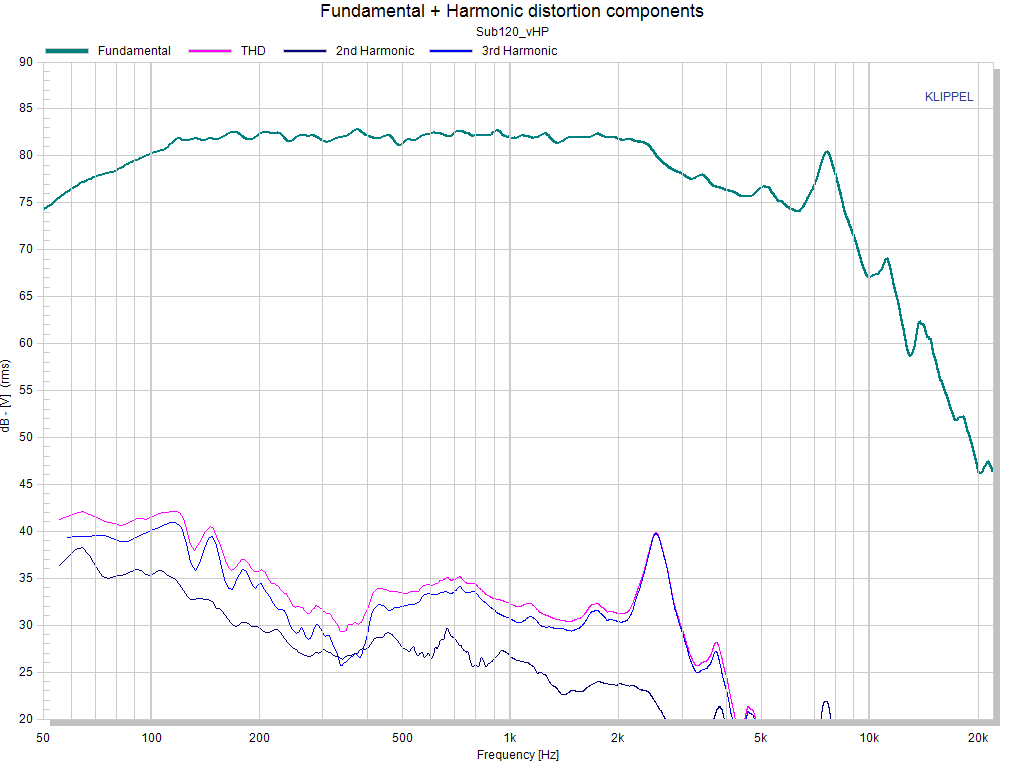 Fundamental + Harmonic distortion components
Sub120_vHP
Fundamental THD 2nd Harmonic 3rd Harmonic
KLIPPEL
90
85
80
75
70
65
60
55
50
45
40
35
30
25
20
dB - [V] (rms)
50 100 200 500 1k 2k 5k 10k 20k
Frequency [Hz]